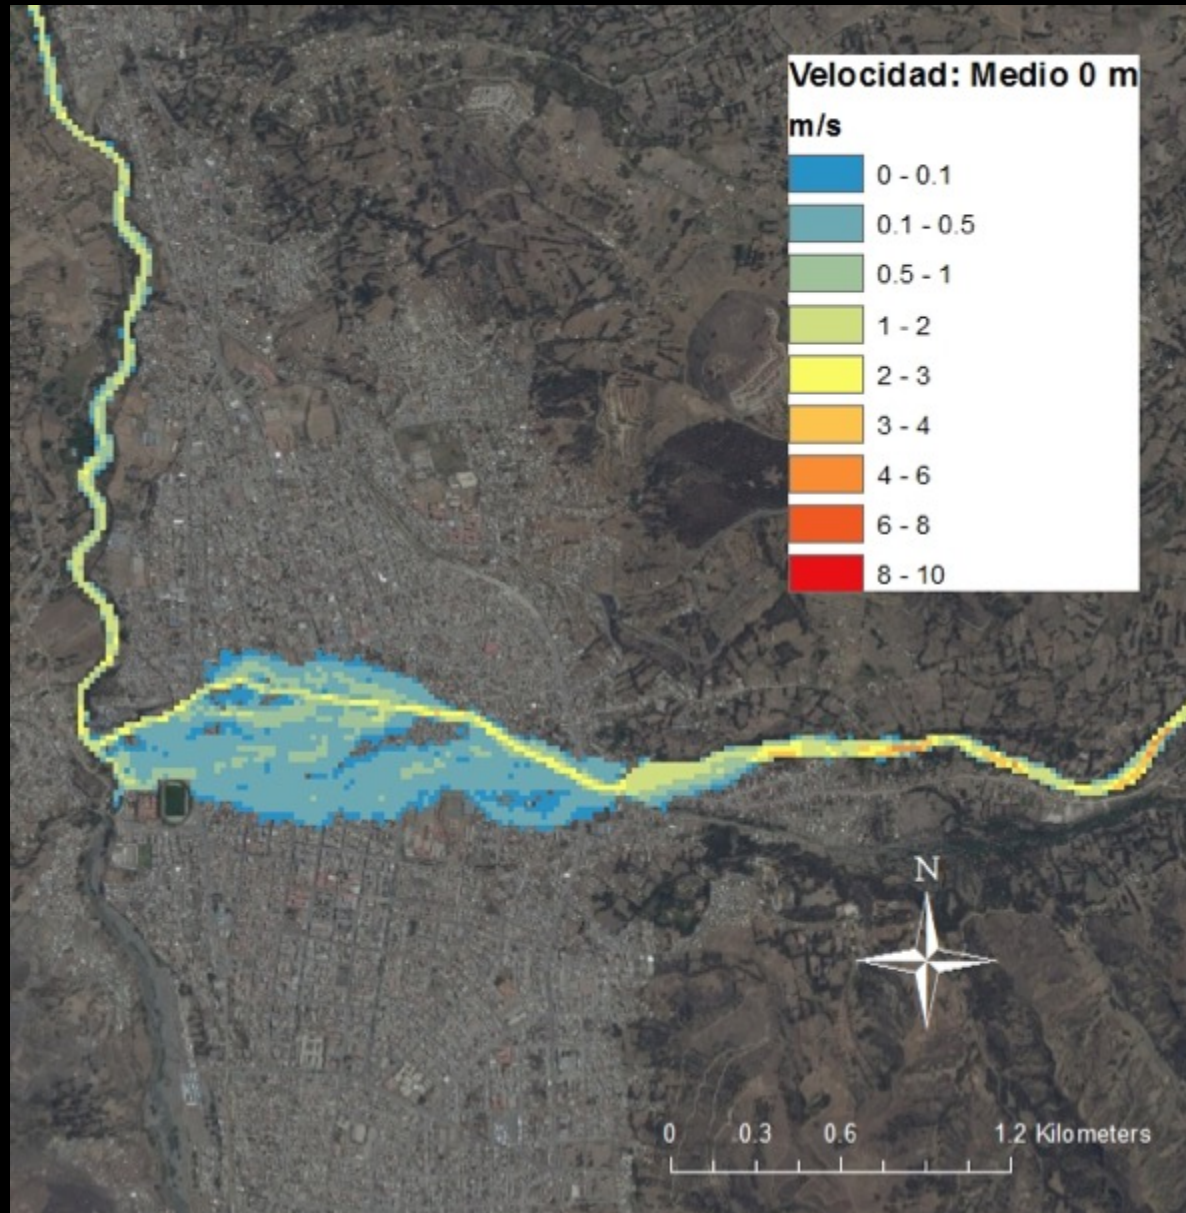 Velocidad: Medio 0 m
m/s
0 - 0.1
0.1 - 0.5
0.5 - 1
1 - 2
2 - 3
3 - 4
4 - 6
6 - 8
8 - 10
N
0 0.3 0.6 1.2 Kilometers